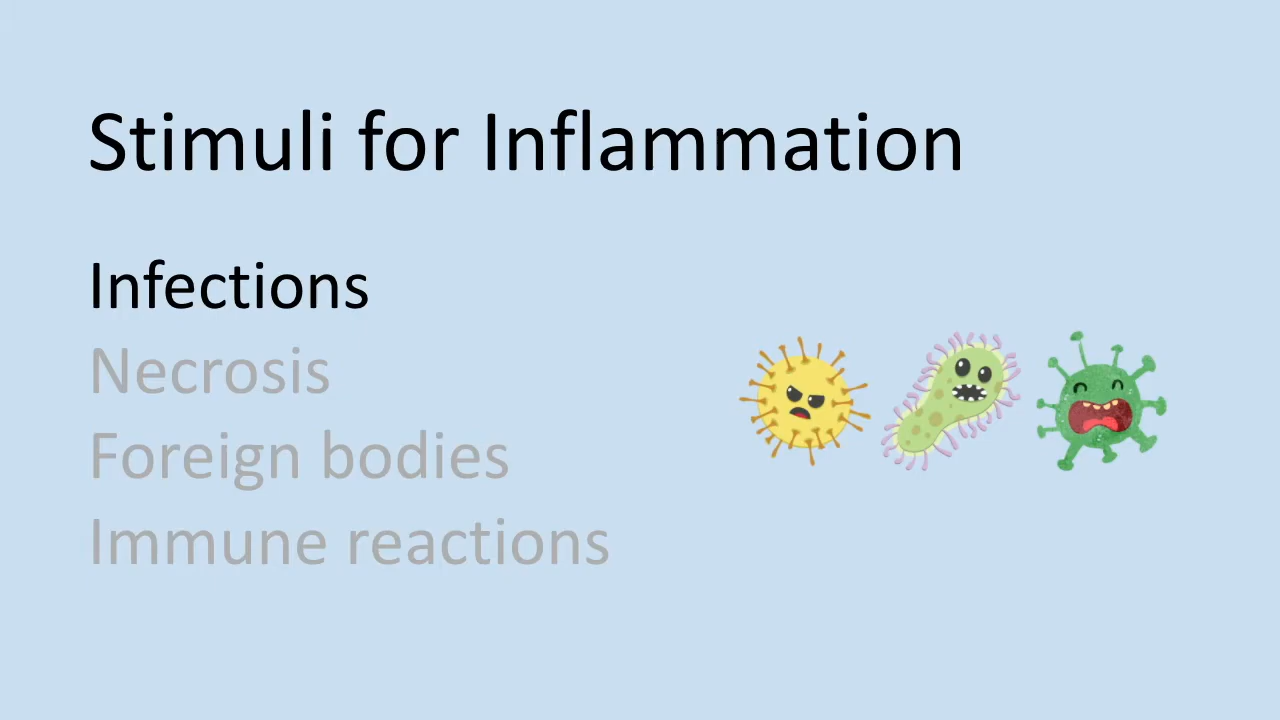 Stimuli for Inflammation
Infections
Necrosis
Foreign bodies
Immune reactions